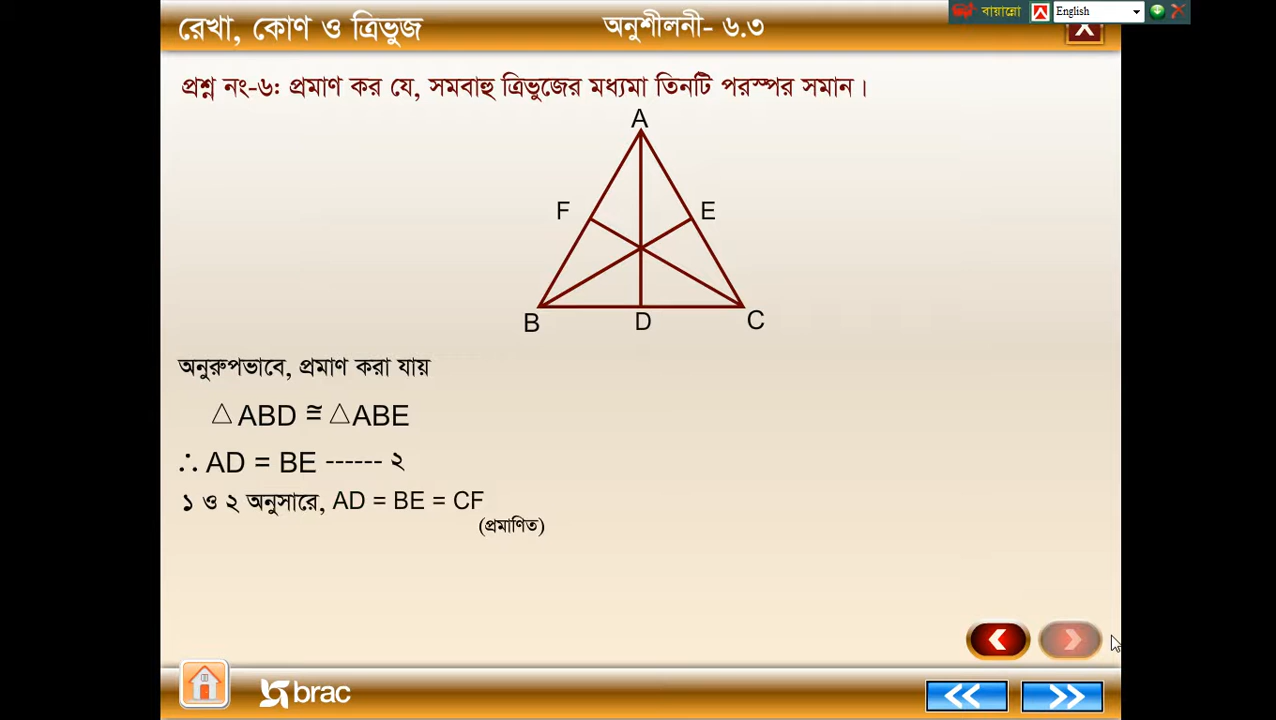 রেখা, কোণ ও ত্রিভুজ
অনুশীলনী- ৬.৩
বায়ান্নো
English
প্রশ্ন নং-৬: প্রমাণ কর যে, সমবাহু ত্রিভুজের মধ্যমা তিনটি পরস্পর সমান।
A
F
E
B
D
C
অনুরুপভাবে, প্রমাণ করা যায়
△ABD ≅ △ABE
∴ AD = BE ------ ২
১ ও ২ অনুসারে, AD = BE = CF
(প্রমাণিত)
brac